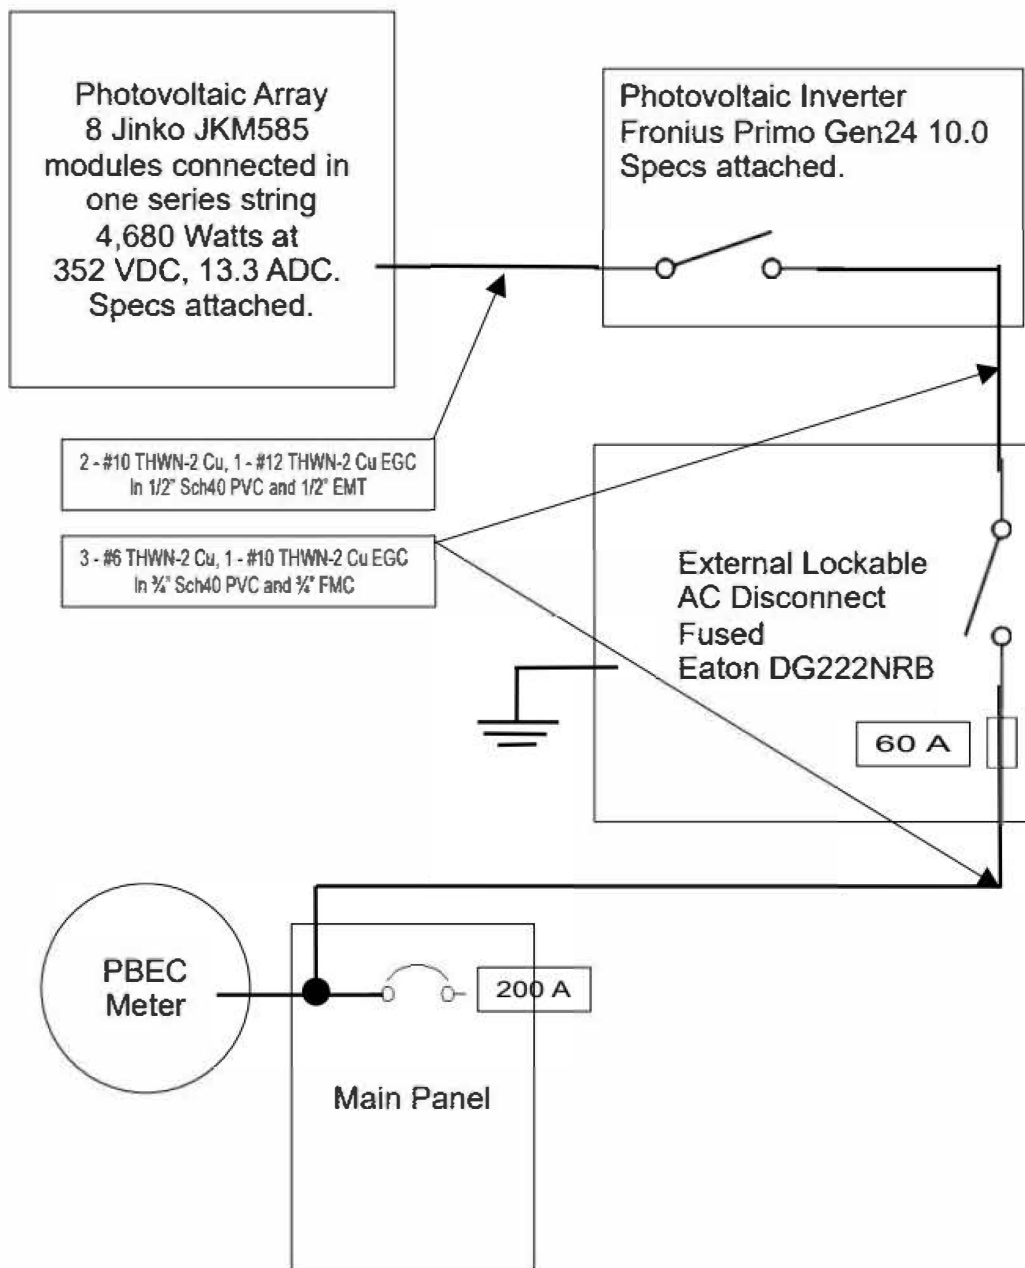 Photovoltaic Array
8 Jinko JKM585
modules connected in
one series string
4,680 Watts at
352 VDC, 13.3 ADC.
Specs attached.
Photovoltaic Inverter
Fronius Primo Gen24 10.0
Specs attached.
2 - #10 THWN-2 Cu, 1 - #12 THWN-2 Cu EGC
In 1/2" Sch40 PVC and 1/2" EMT
3 - #6 THWN-2 Cu, 1 - #10 THWN-2 Cu EGC
In ¾" Sch40 PVC and ¾" FMC
External Lockable
AC Disconnect
Fused
Eaton DG222NRB
60 A
PBEC
Meter
200 A
Main Panel